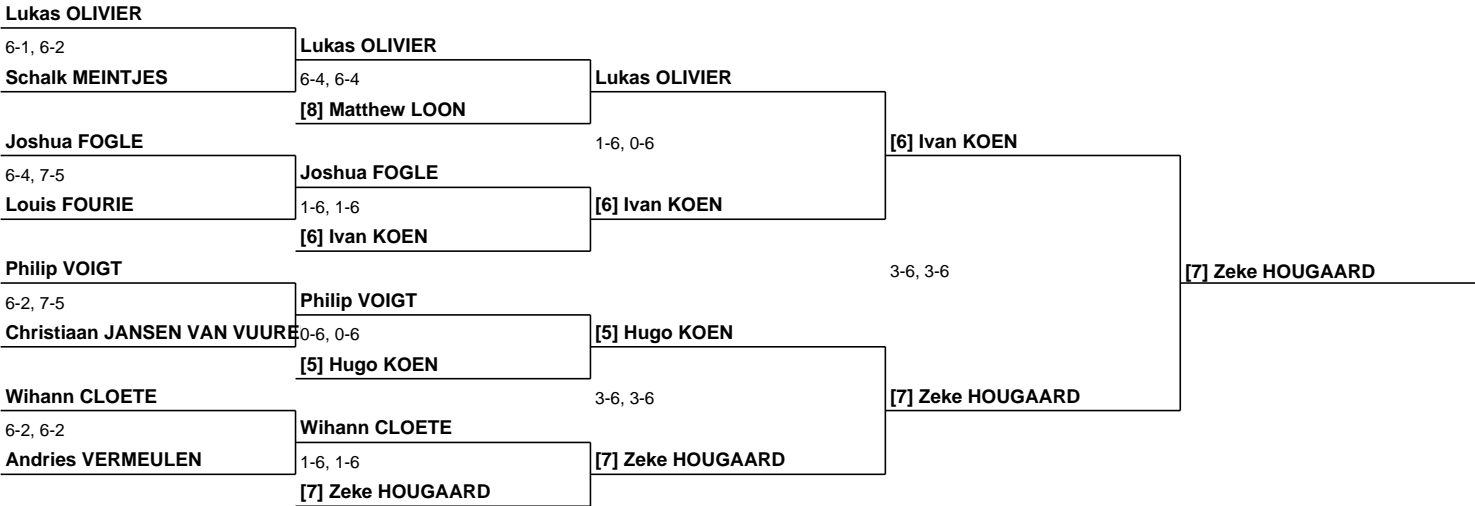 Lukas OLIVIER
6-1, 6-2
Schalk MEINTJES
Joshua FOGLE
6-4, 7-5
Louis FOURIE
Philip VOIGT
6-2, 7-5
Christiaan JANSEN VAN VUURE
Wihann CLOETE
6-2, 6-2
Andries VERMEULEN
Lukas OLIVIER
6-4, 6-4
[8] Matthew LOON
Joshua FOGLE
1-6, 1-6
[6] Ivan KOEN
Philip VOIGT
0-6, 0-6
[5] Hugo KOEN
Wihann CLOETE
1-6, 1-6
[7] Zeke HOUGAARD
Lukas OLIVIER
1-6, 0-6
[6] Ivan KOEN
[5] Hugo KOEN
3-6, 3-6
[7] Zeke HOUGAARD
[6] Ivan KOEN
3-6, 3-6
[7] Zeke HOUGAARD
[7] Zeke HOUGAARD